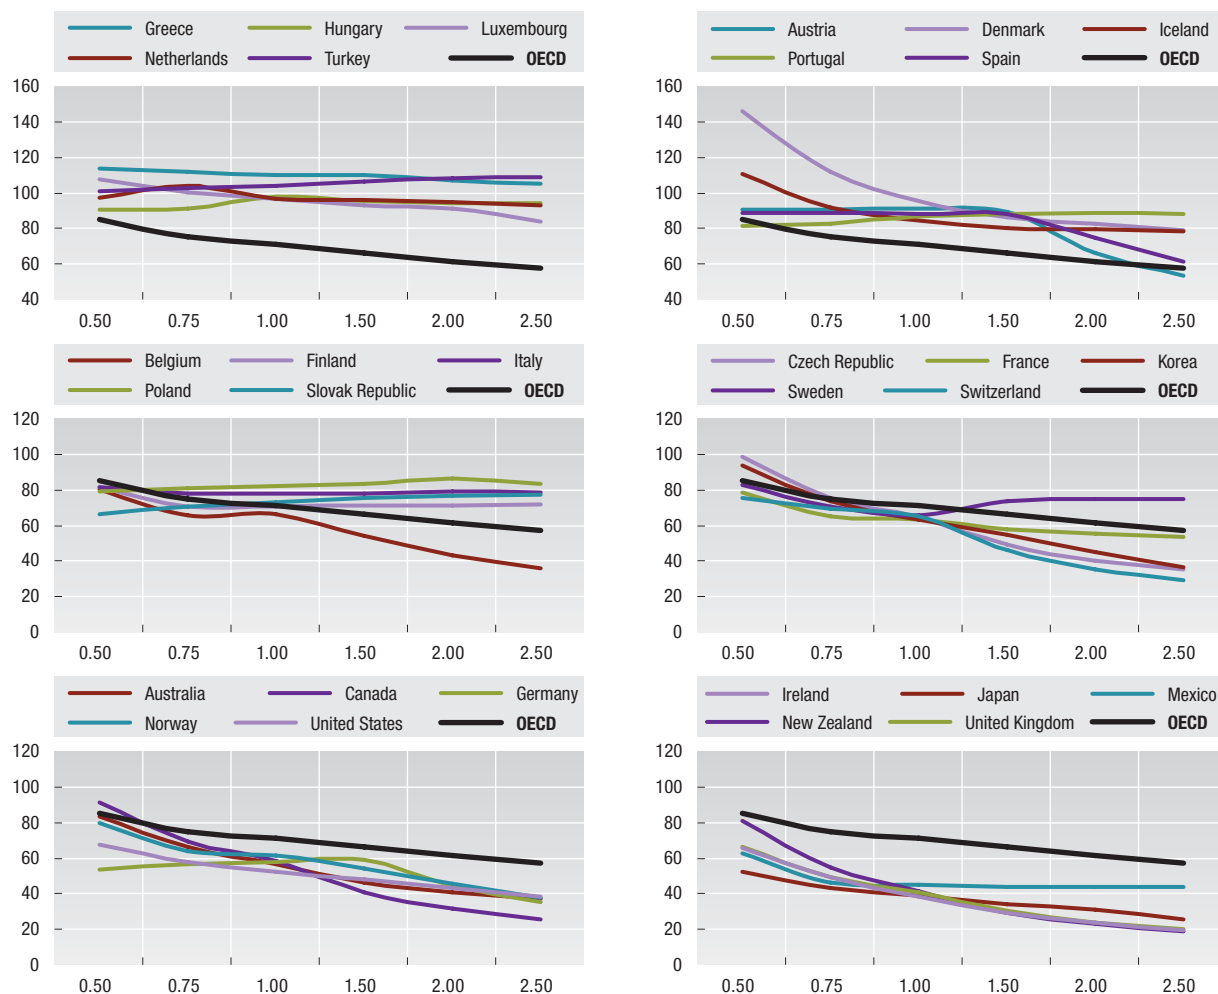 Greece Hungary Luxembourg
Netherlands Turkey OECD
160
140
120
100
80
60
40
0.50 0.75 1.00 1.50 2.00 2.50
Austria Denmark Iceland
Portugal Spain OECD
160
140
120
100
80
60
40
0.50 0.75 1.00 1.50 2.00 2.50
Belgium Finland Italy
Poland Slovak Republic OECD
120
100
80
60
40
20
0
0.50 0.75 1.00 1.50 2.00 2.50
Czech Republic France Korea
Sweden Switzerland OECD
120
100
80
60
40
20
0
0.50 0.75 1.00 1.50 2.00 2.50
Australia Canada Germany
Norway United States OECD
120
100
80
60
40
20
0
0.50 0.75 1.00 1.50 2.00 2.50
Ireland Japan Mexico
New Zealand United Kingdom OECD
120
100
80
60
40
20
0
0.50 0.75 1.00 1.50 2.00 2.50